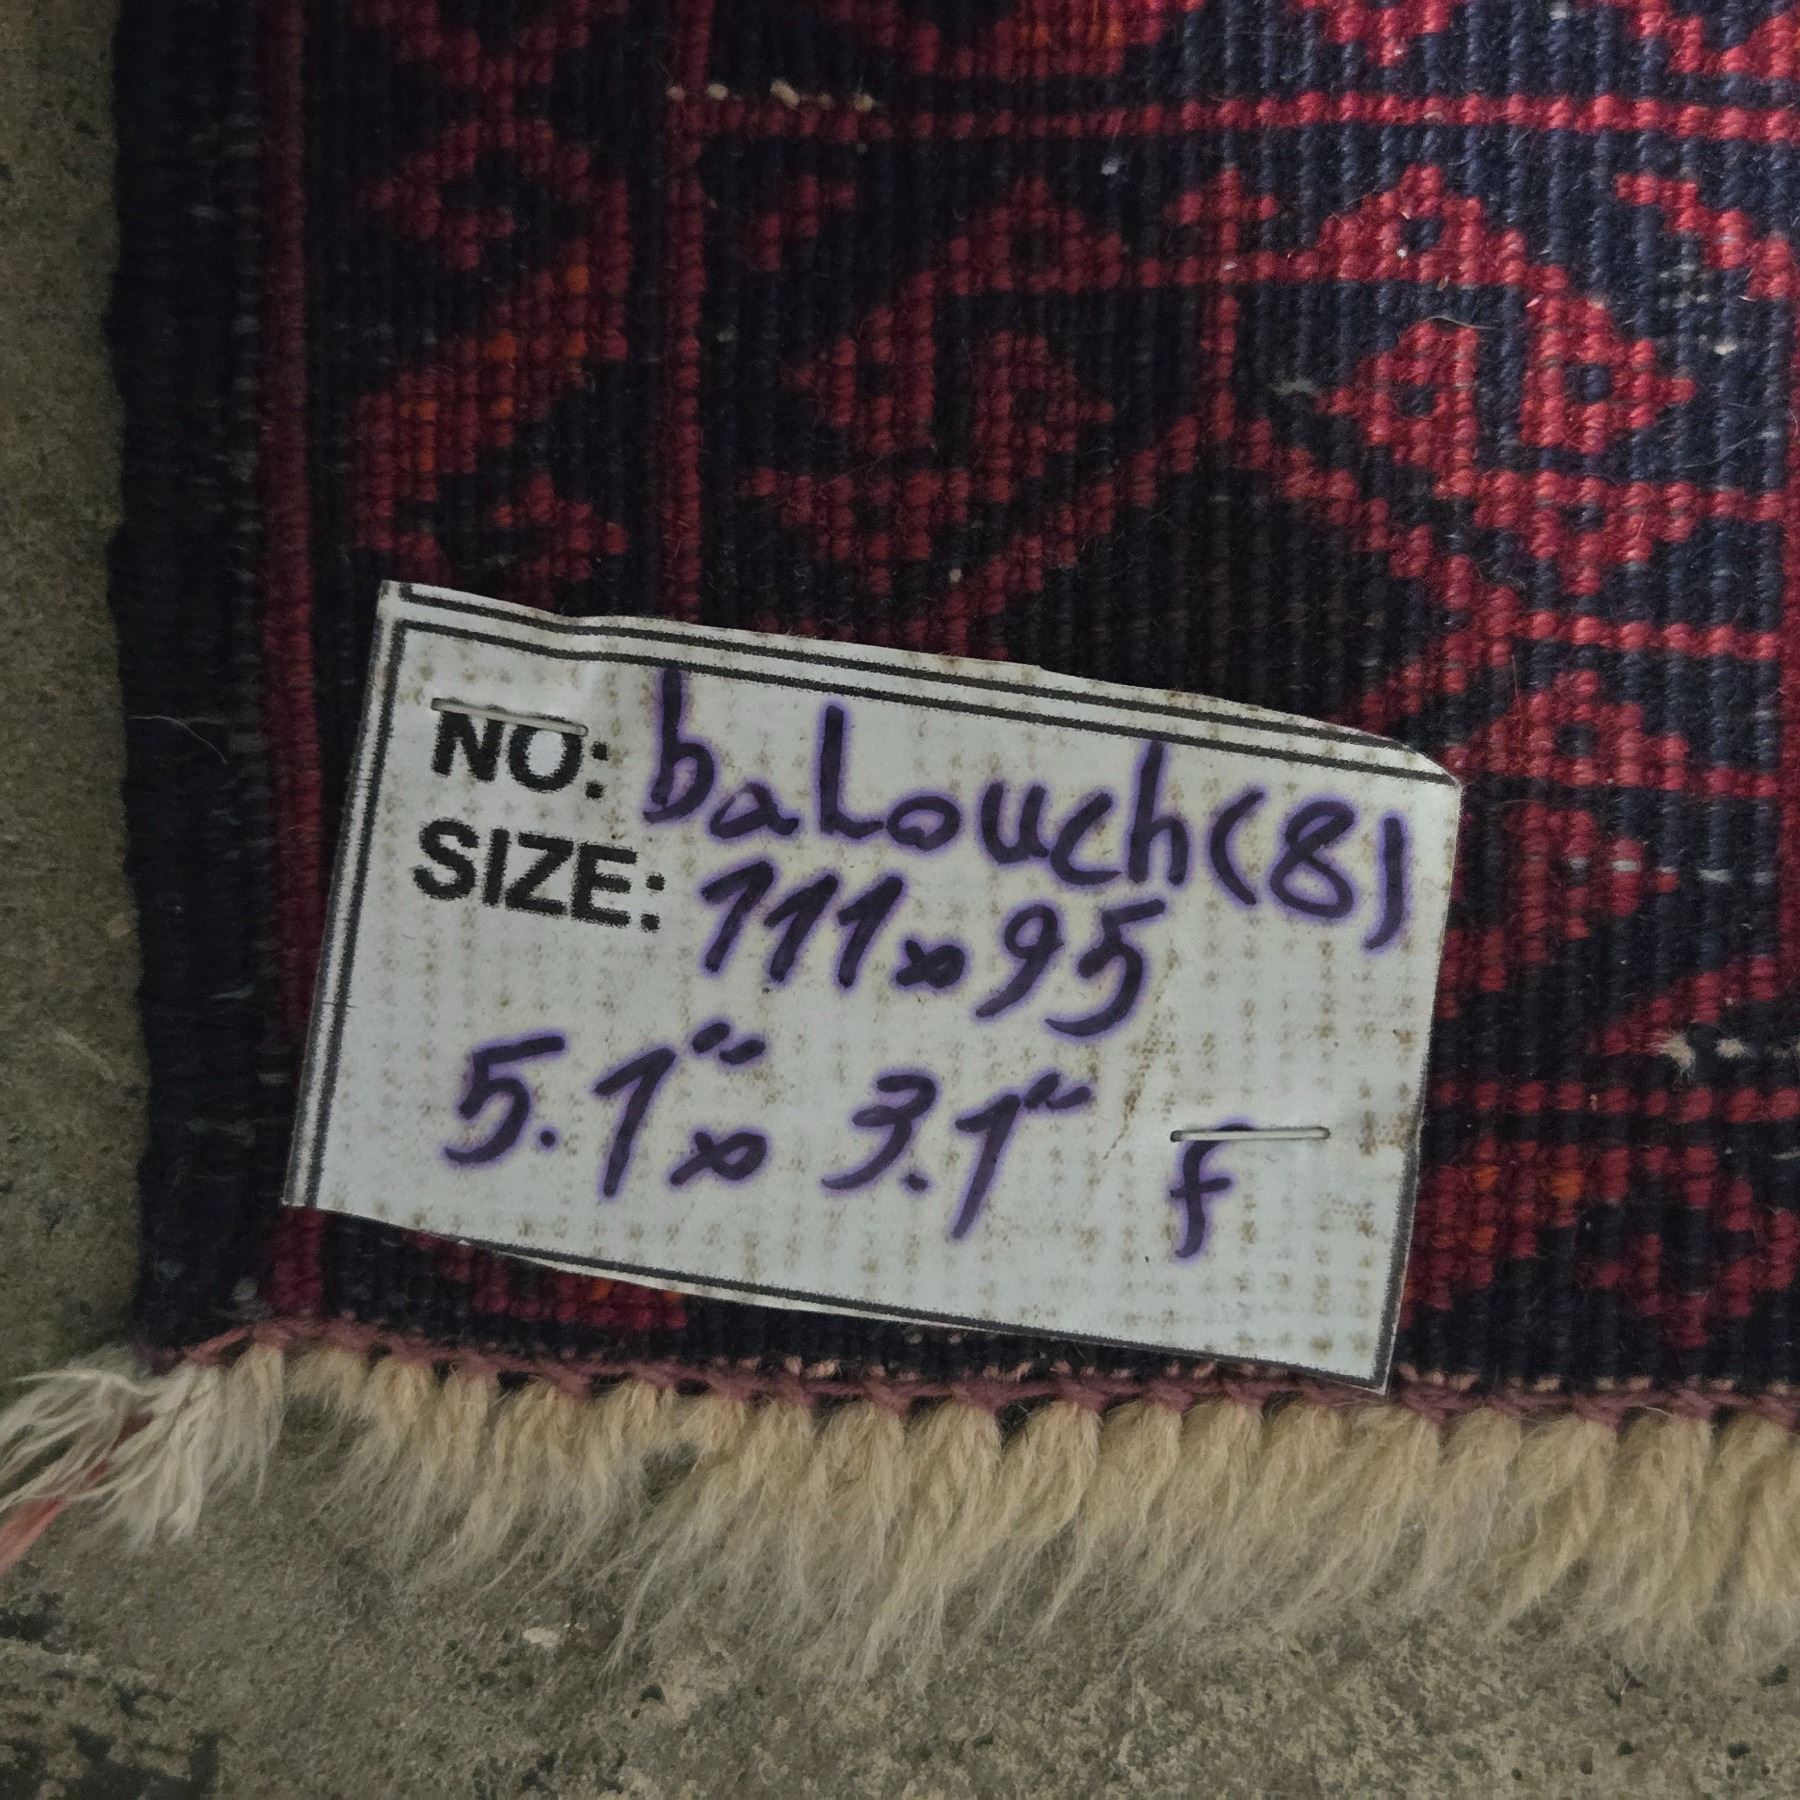 NO: baLouch(8)
SIZE: 111x95
5.1" x 3.1" f